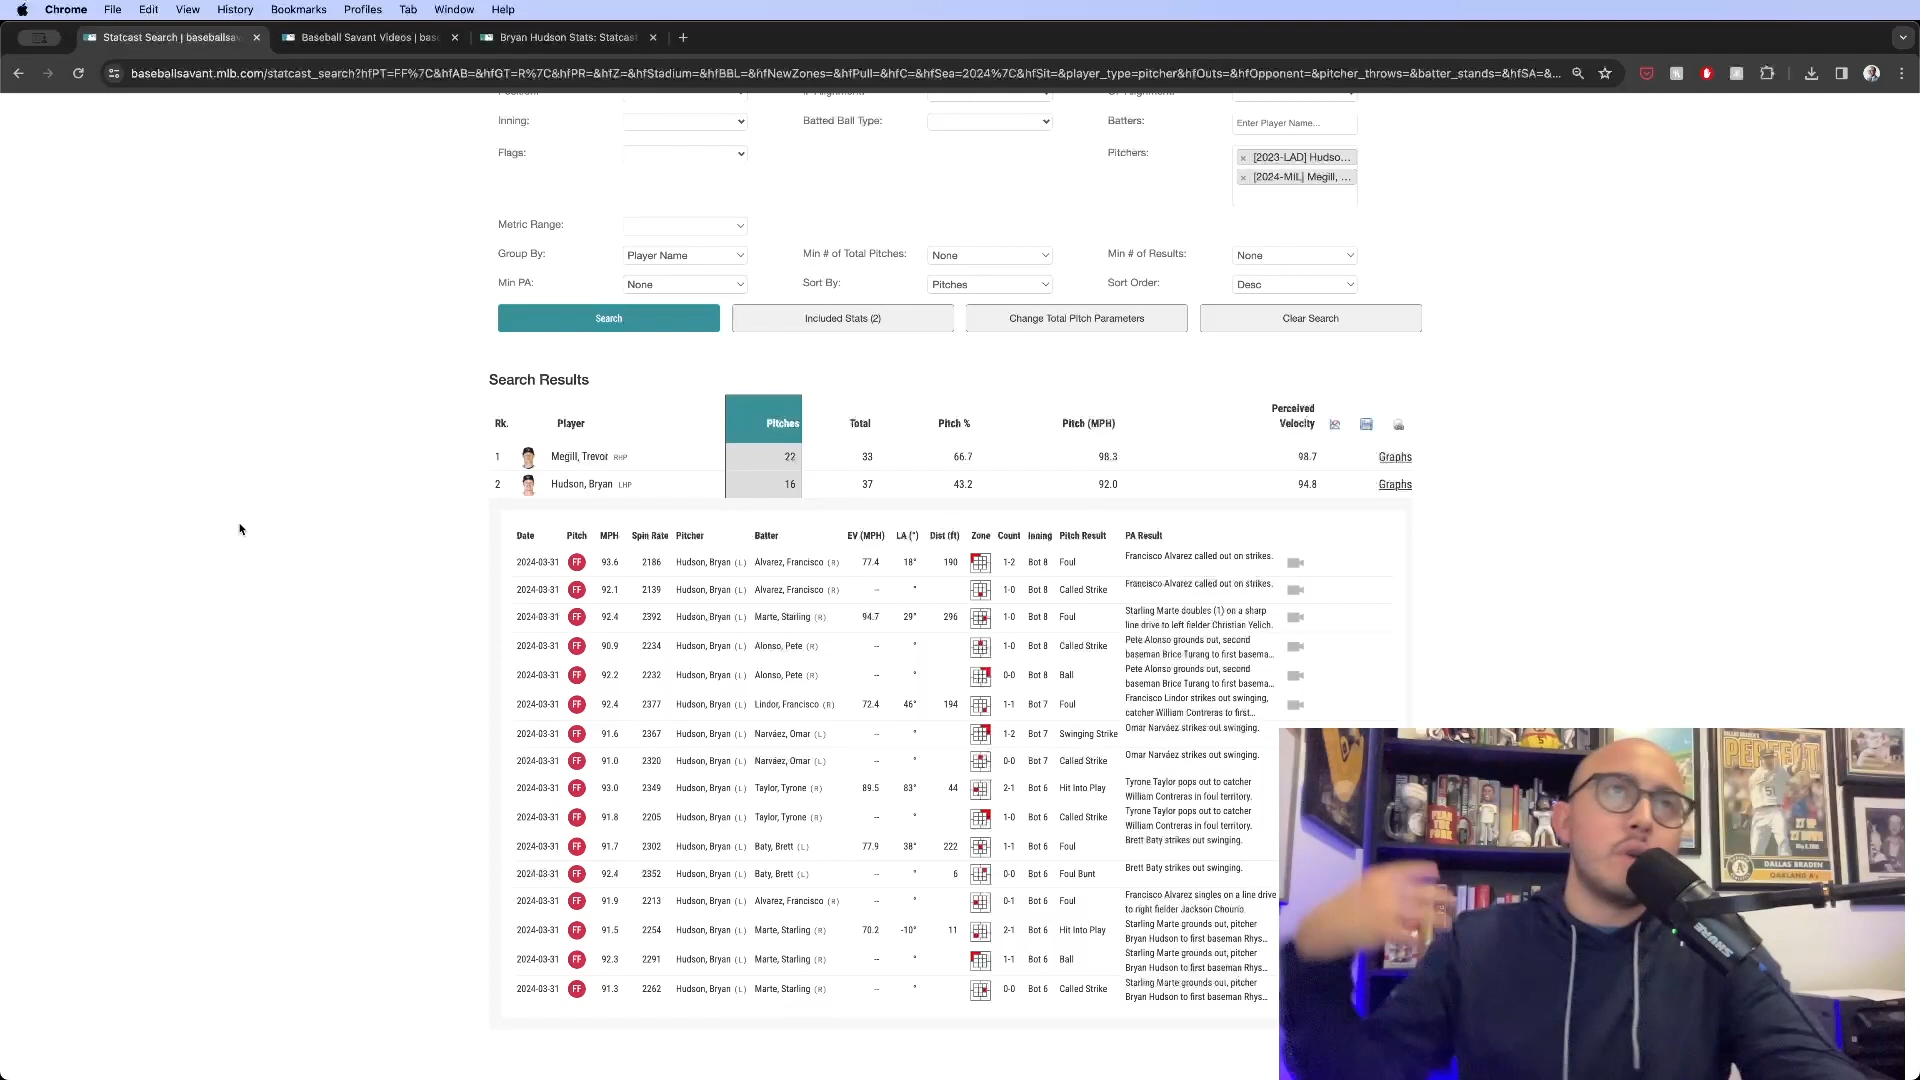 Chrome File Edit View History Bookmarks Profiles Tab Window Help
Statcast Search | baseballsava
Baseball Savant Videos | bas
Bryan Hudson Stats: Statcast
baseballsavant.mlb.com/statcast_search?hfPT=FF%7C&hfAB=&hfGT=R%7C&hfPR=&hfZ=&hfStadium=&hfBBL=&hfNewZones=&hfPull=&hfC=&hfSea=2024%7C&hfSit=&player_type=pitcher&hfOuts=&hfOpponent=&pitcher_throws=&batter_stands=&hfSA=&...
Inning: Batted Ball Type: Batters: Enter Player Name...
Flags: Pitchers: × [2023-LAD] Hudso...
× [2024-MIL] Megill, ...
Metric Range:
Group By: Player Name Min # of Total Pitches: None Min # of Results: None
Min PA: None Sort By: Pitches Sort Order: Desc
Search Included Stats (2) Change Total Pitch Parameters Clear Search
Search Results
Rk. Player Pitches Total Pitch % Pitch (MPH) Perceived Velocity
1 Megill, Trevor RHP 22 33 66.7 98.3 98.7 Graphs
2 Hudson, Bryan LHP 16 37 43.2 92.0 94.8 Graphs
Date Pitch MPH Spin Rate Pitcher Batter EV (MPH) LA (°) Dist (ft) Zone Count Inning Pitch Result PA Result
2024-03-31 FF 93.6 2186 Hudson, Bryan (L) Alvarez, Francisco (R) 77.4 18° 190 1-2 Bot 8 Foul Francisco Alvarez called out on strikes.
2024-03-31 FF 92.1 2139 Hudson, Bryan (L) Alvarez, Francisco (R) -- ° 1-0 Bot 8 Called Strike Francisco Alvarez called out on strikes.
2024-03-31 FF 92.4 2392 Hudson, Bryan (L) Marte, Starling (R) 94.7 29° 296 1-0 Bot 8 Foul Starling Marte doubles (1) on a sharp
line drive to left fielder Christian Yelich.
2024-03-31 FF 90.9 2234 Hudson, Bryan (L) Alonso, Pete (R) -- ° 1-0 Bot 8 Called Strike Pete Alonso grounds out, second
baseman Brice Turang to first basema...
2024-03-31 FF 92.2 2232 Hudson, Bryan (L) Alonso, Pete (R) -- ° 0-0 Bot 8 Ball Pete Alonso grounds out, second
baseman Brice Turang to first basema...
2024-03-31 FF 92.4 2377 Hudson, Bryan (L) Lindor, Francisco (R) 72.4 46° 194 1-1 Bot 7 Foul Francisco Lindor strikes out swinging,
catcher William Contreras to first...
2024-03-31 FF 91.6 2367 Hudson, Bryan (L) Narváez, Omar (L) -- ° 1-2 Bot 7 Swinging Strike Omar Narváez strikes out swinging.
2024-03-31 FF 91.0 2320 Hudson, Bryan (L) Narváez, Omar (L) -- ° 0-0 Bot 7 Called Strike Omar Narváez strikes out swinging.
2024-03-31 FF 93.0 2349 Hudson, Bryan (L) Taylor, Tyrone (R) 89.5 83° 44 2-1 Bot 6 Hit Into Play Tyrone Taylor pops out to catcher
William Contreras in foul territory.
2024-03-31 FF 91.8 2205 Hudson, Bryan (L) Taylor, Tyrone (R) -- ° 1-0 Bot 6 Called Strike Tyrone Taylor pops out to catcher
William Contreras in foul territory.
2024-03-31 FF 91.7 2302 Hudson, Bryan (L) Baty, Brett (L) 77.9 38° 222 1-1 Bot 6 Foul Brett Baty strikes out swinging.
2024-03-31 FF 92.4 2352 Hudson, Bryan (L) Baty, Brett (L) -- ° 6 0-0 Bot 6 Foul Bunt Brett Baty strikes out swinging.
2024-03-31 FF 91.9 2213 Hudson, Bryan (L) Alvarez, Francisco (R) -- ° 0-1 Bot 6 Foul Francisco Alvarez singles on a line drive
to right fielder Jackson Chourio.
2024-03-31 FF 91.5 2254 Hudson, Bryan (L) Marte, Starling (R) 70.2 -10° 11 2-1 Bot 6 Hit Into Play Starling Marte grounds out, pitcher
Bryan Hudson to first baseman Rhys...
2024-03-31 FF 92.3 2291 Hudson, Bryan (L) Marte, Starling (R) -- ° 1-1 Bot 6 Ball Starling Marte grounds out, pitcher
Bryan Hudson to first baseman Rhys...
2024-03-31 FF 91.3 2262 Hudson, Bryan (L) Marte, Starling (R) -- ° 0-0 Bot 6 Called Strike Starling Marte grounds out, pitcher
Bryan Hudson to first baseman Rhys...
DALLAS BRADEN'S
PERFECT
27 UP
DOWN
DALLAS BRADEN
OAKLAND A's
FEAR
THE
FORK
SHURE